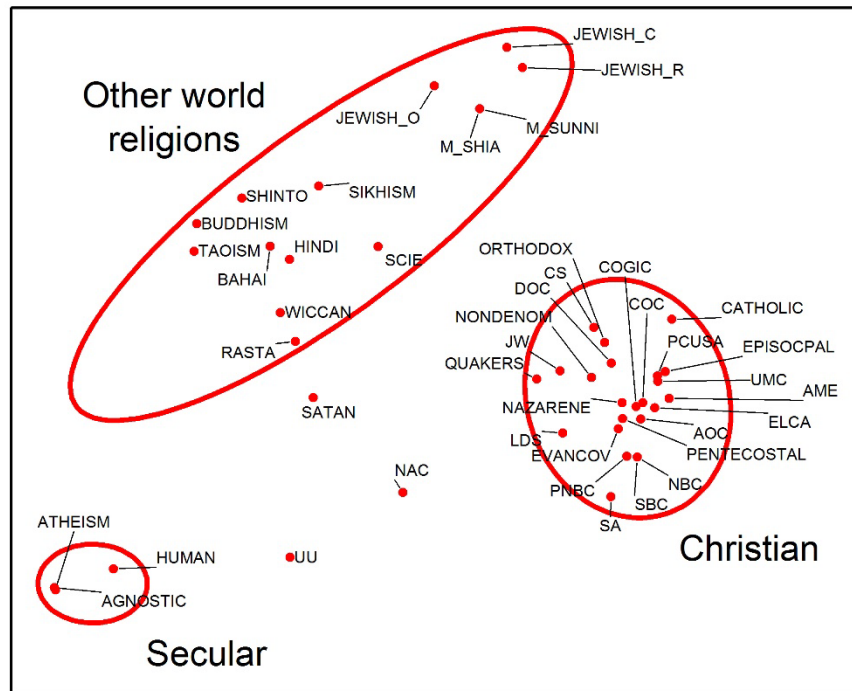 JEWISH_C
JEWISH_R
Other world
religions
JEWISH_O
M_SUNNI
M_SHIA
SHINTO
SIKHISM
BUDDHISM
TAOISM
HINDI
BAHAI
SCIE
ORTHODOX
COGIC
CS
DOC
COC
CATHOLIC
WICCAN
NONDENOM
PCUSA
EPISOCPAL
RASTA
JW
QUAKERS
UMC
AME
SATAN
NAZARENE
ELCA
LDS
AOC
EVANCOV
PENTECOSTAL
NAC
PNBC
NBC
SBC
SA
ATHEISM
Christian
HUMAN
UU
AGNOSTIC
Secular